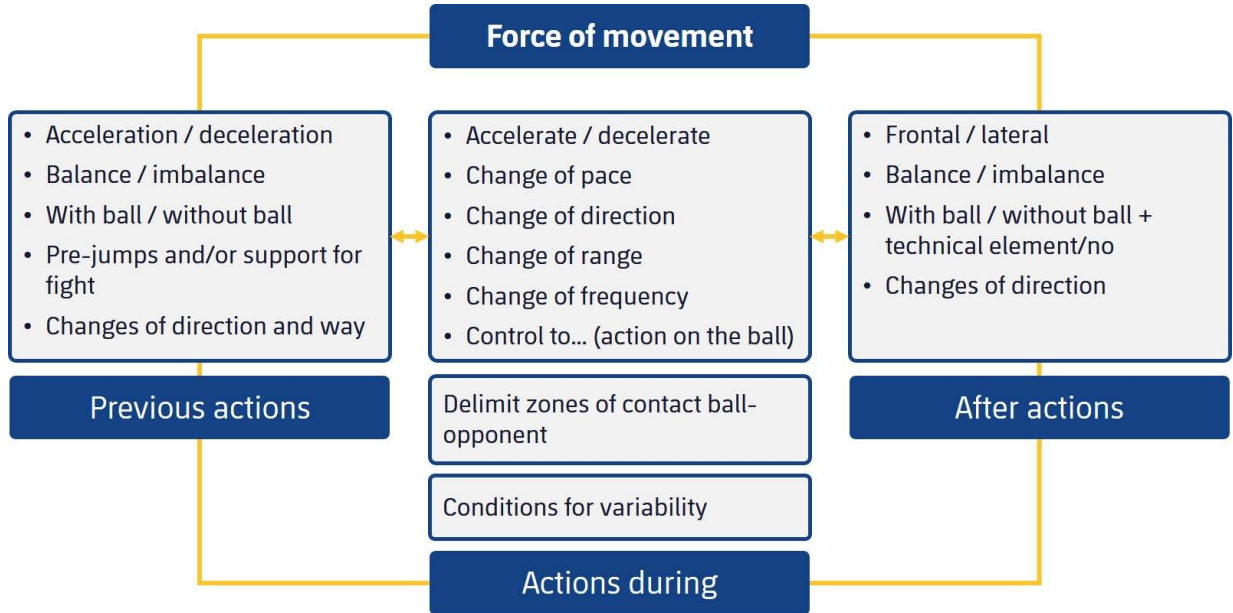 Force of movement
• Acceleration / deceleration
• Balance / imbalance
• With ball / without ball
• Pre-jumps and/or support for
fight
• Changes of direction and way
Previous actions
• Accelerate / decelerate
• Change of pace
• Change of direction
• Change of range
• Change of frequency
• Control to... (action on the ball)
Delimit zones of contact ball-
opponent
Conditions for variability
Actions during
• Frontal / lateral
• Balance / imbalance
• With ball / without ball +
technical element/no
• Changes of direction
After actions